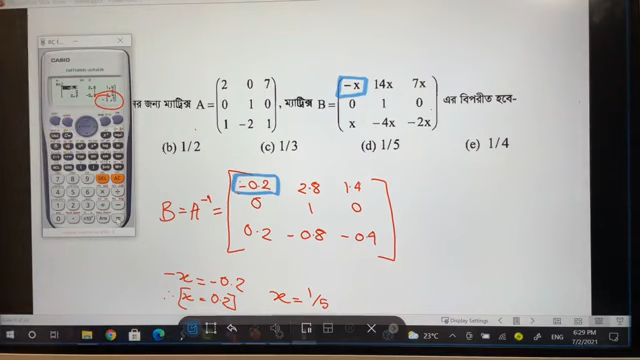 CASIO
র জন্য ম্যাট্রিক্স A = (2 0 7
0 1 0
1 -2 1), ম্যাট্রিক্স B = (-x 14x 7x
0 1 0
x -4x -2x) এর বিপরীত হবে-
(b) 1/2 (c) 1/3 (d) 1/5 (e) 1/4
B = A⁻¹ = [-0.2 2.8 1.4
0 1 0
0.2 -0.8 -0.4]
-x = -0.2
∴ [x = 0.2] x = 1/5
Display Settings
23°C ENG 6:29 PM
7/2/2021